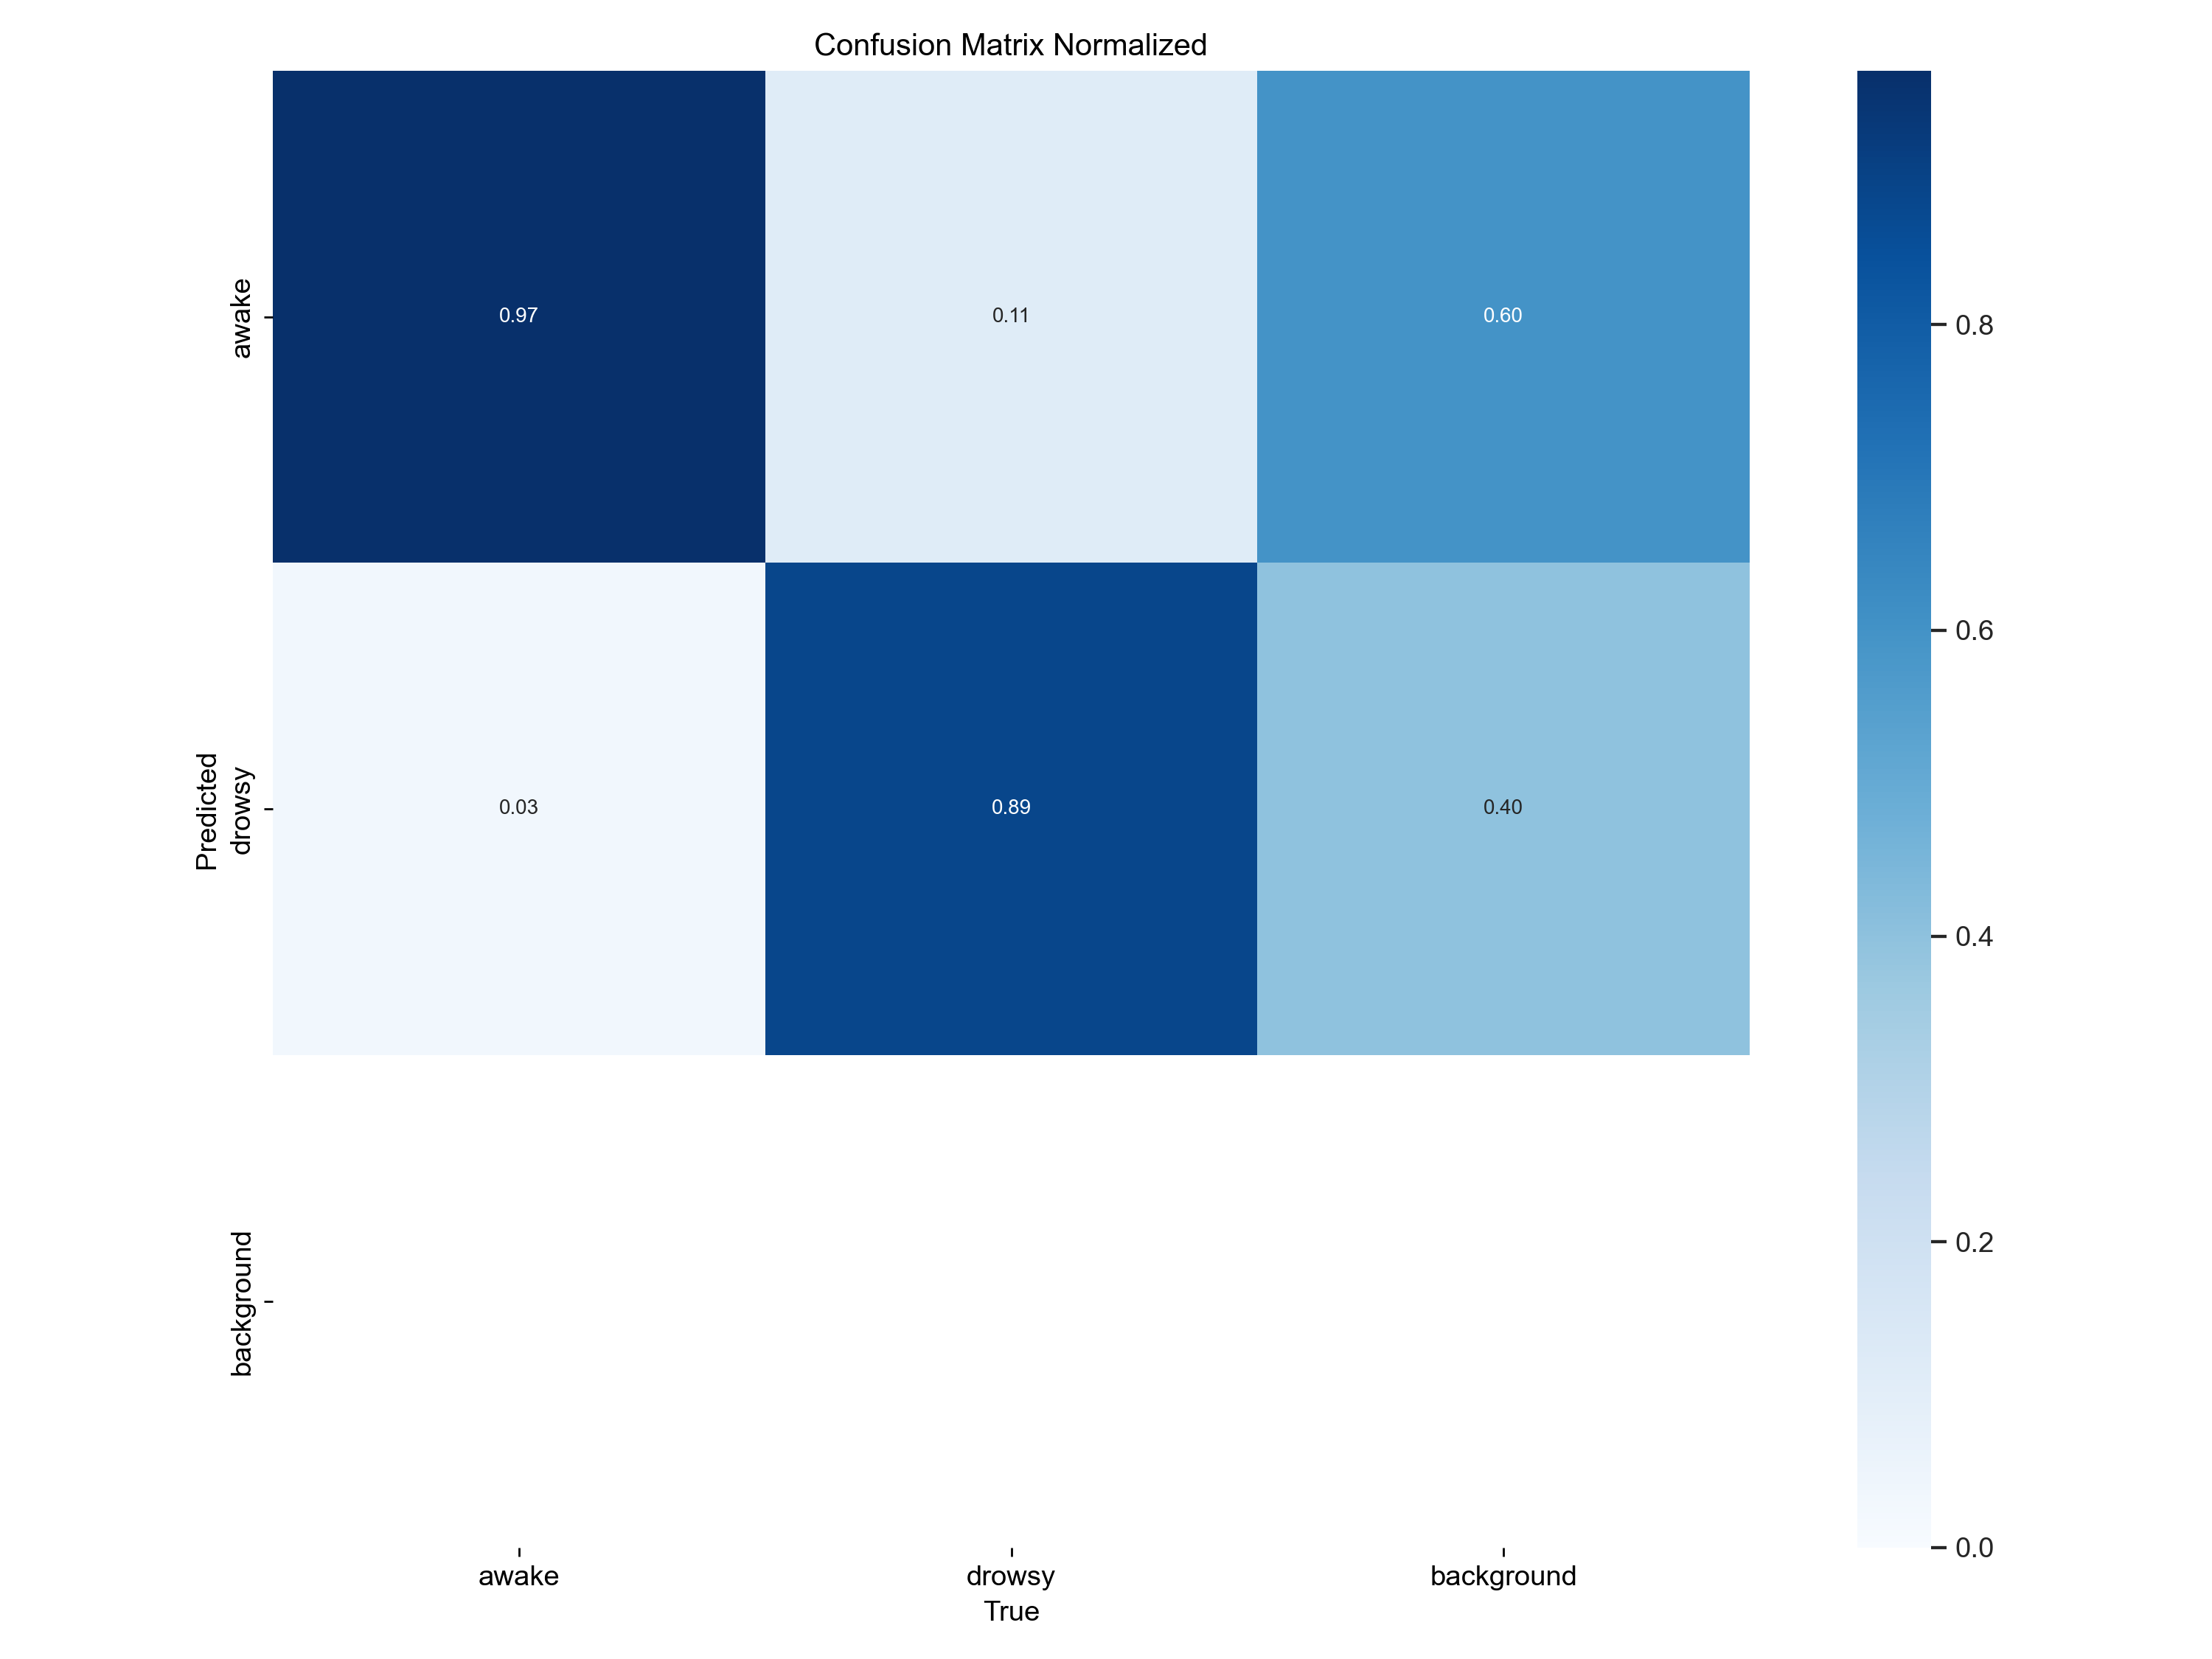 Confusion Matrix Normalized
awake
0.97
0.11
0.60
0.8
0.6
Predicted
drowsy
0.03
0.89
0.40
0.4
background
0.2
0.0
awake
drowsy
background
True